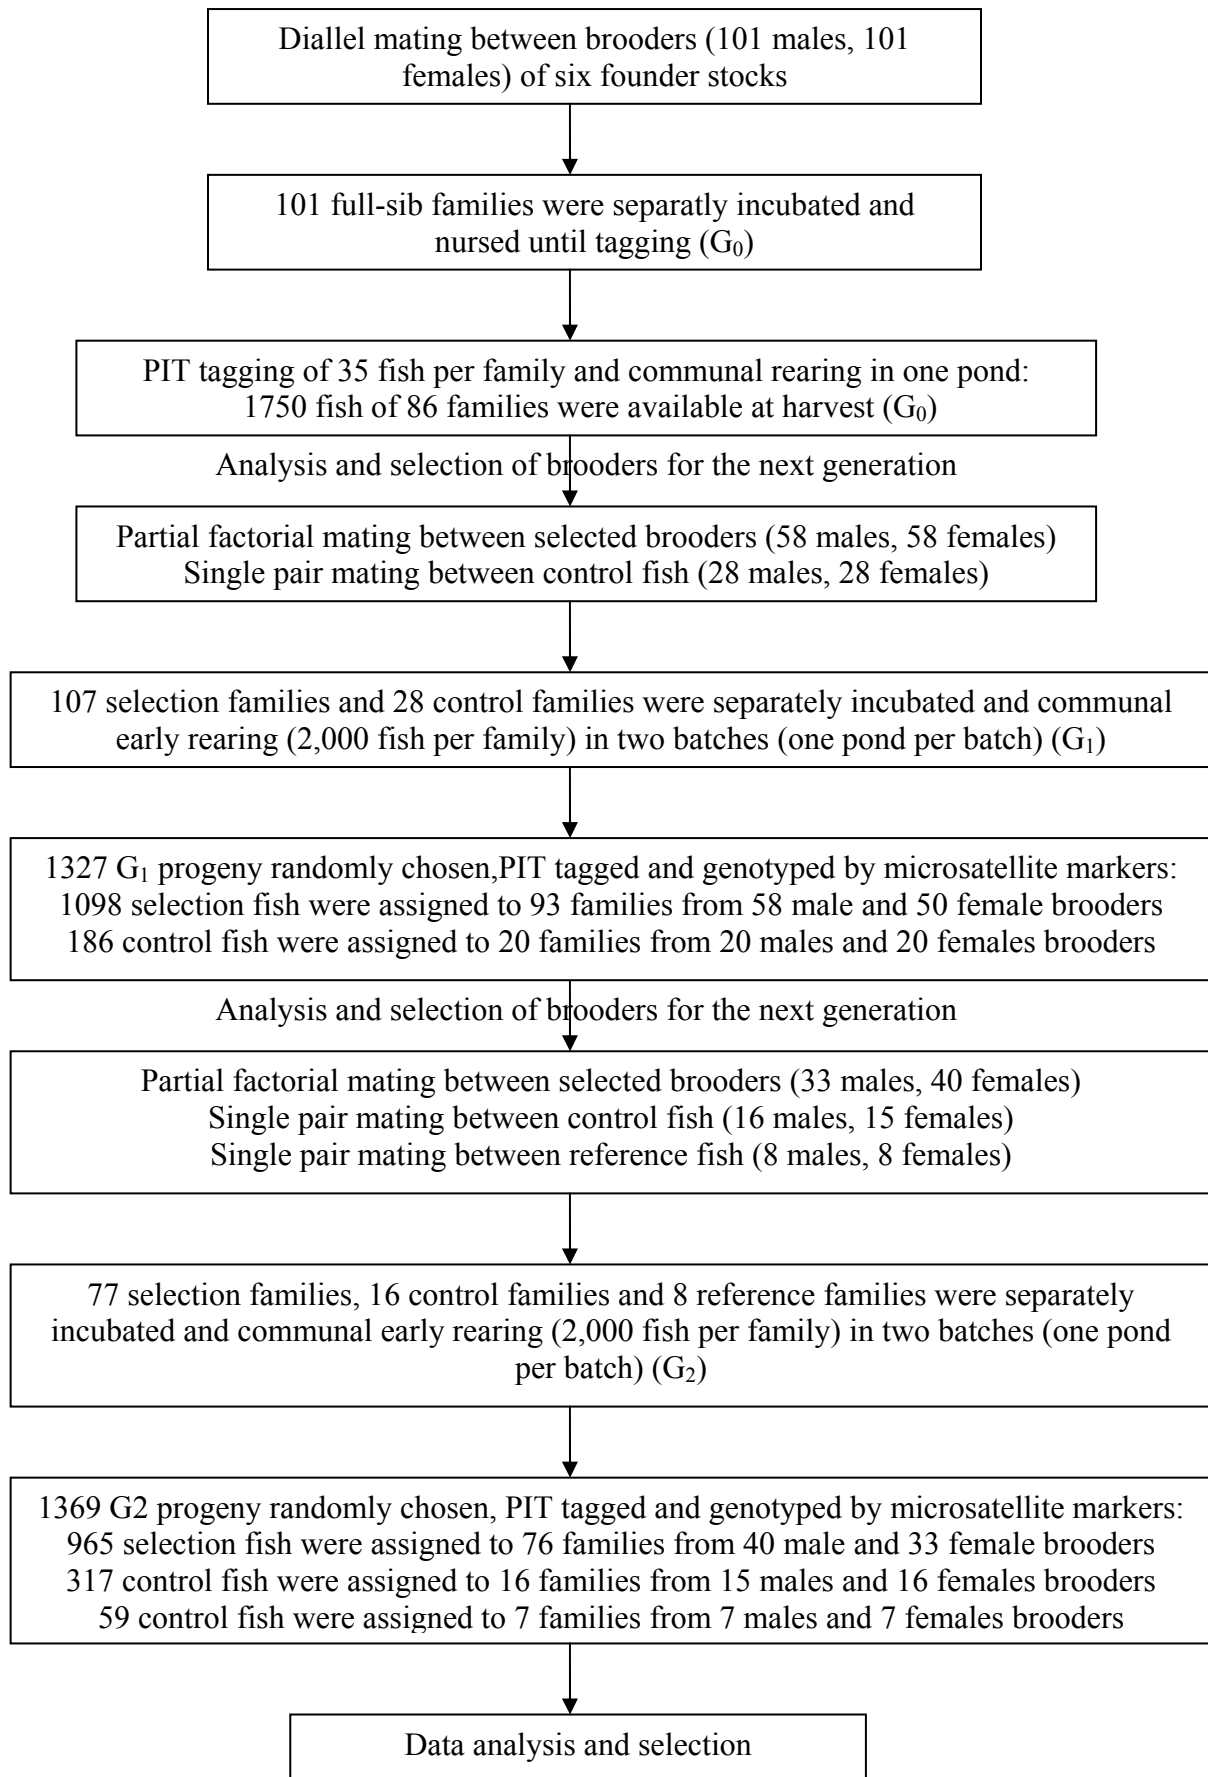 Diallel mating between brooders (101 males, 101
females) of six founder stocks
101 full-sib families were separatly incubated and
nursed until tagging (G₀)
PIT tagging of 35 fish per family and communal rearing in one pond:
1750 fish of 86 families were available at harvest (G₀)
Analysis and selection of brooders for the next generation
Partial factorial mating between selected brooders (58 males, 58 females)
Single pair mating between control fish (28 males, 28 females)
107 selection families and 28 control families were separately incubated and communal
early rearing (2,000 fish per family) in two batches (one pond per batch) (G₁)
1327 G₁ progeny randomly chosen,PIT tagged and genotyped by microsatellite markers:
1098 selection fish were assigned to 93 families from 58 male and 50 female brooders
186 control fish were assigned to 20 families from 20 males and 20 females brooders
Analysis and selection of brooders for the next generation
Partial factorial mating between selected brooders (33 males, 40 females)
Single pair mating between control fish (16 males, 15 females)
Single pair mating between reference fish (8 males, 8 females)
77 selection families, 16 control families and 8 reference families were separately
incubated and communal early rearing (2,000 fish per family) in two batches (one pond
per batch) (G₂)
1369 G2 progeny randomly chosen, PIT tagged and genotyped by microsatellite markers:
965 selection fish were assigned to 76 families from 40 male and 33 female brooders
317 control fish were assigned to 16 families from 15 males and 16 females brooders
59 control fish were assigned to 7 families from 7 males and 7 females brooders
Data analysis and selection